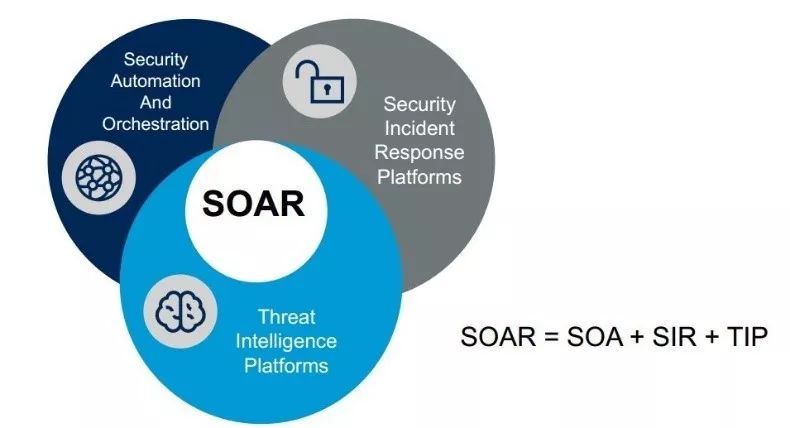 Security
Automation
And
Orchestration
Security
Incident
Response
Platforms
SOAR
Threat
Intelligence
Platforms
SOAR = SOA + SIR + TIP